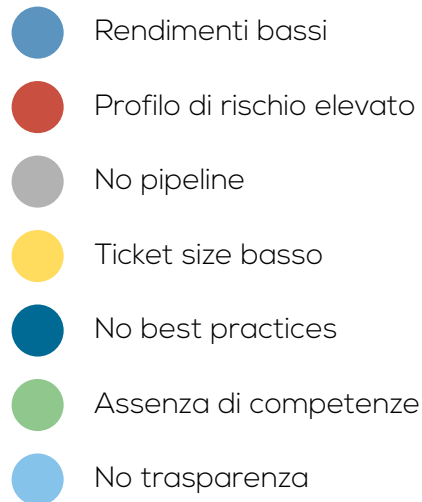 Rendimenti bassi
Profilo di rischio elevato
No pipeline
Ticket size basso
No best practices
Assenza di competenze
No trasparenza